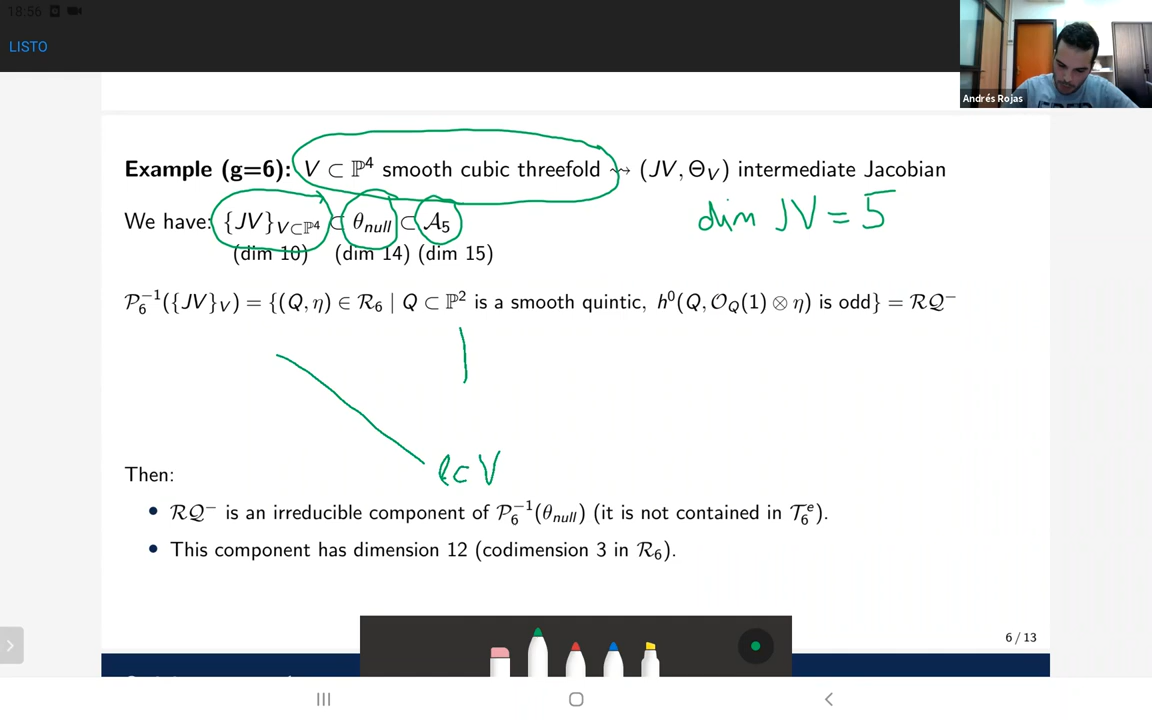 18:56
LISTO
Andrés Rojas
Example (g=6): V ⊂ ℙ⁴ smooth cubic threefold ⇝ (JV, Θ_V) intermediate Jacobian
We have: {JV}_{V⊂ℙ⁴} ⊂ θ_null ⊂ 𝒜₅
dim JV = 5
(dim 10) (dim 14) (dim 15)
𝒫₆⁻¹({JV}_V) = {(Q, η) ∈ ℛ₆ | Q ⊂ ℙ² is a smooth quintic, h⁰(Q, 𝒪_Q(1) ⊗ η) is odd} = ℛ𝒬⁻
ℓ ⊂ V
Then:
• ℛ𝒬⁻ is an irreducible component of 𝒫₆⁻¹(θ_null) (it is not contained in 𝒯₆ᵉ).
• This component has dimension 12 (codimension 3 in ℛ₆).
6 / 13